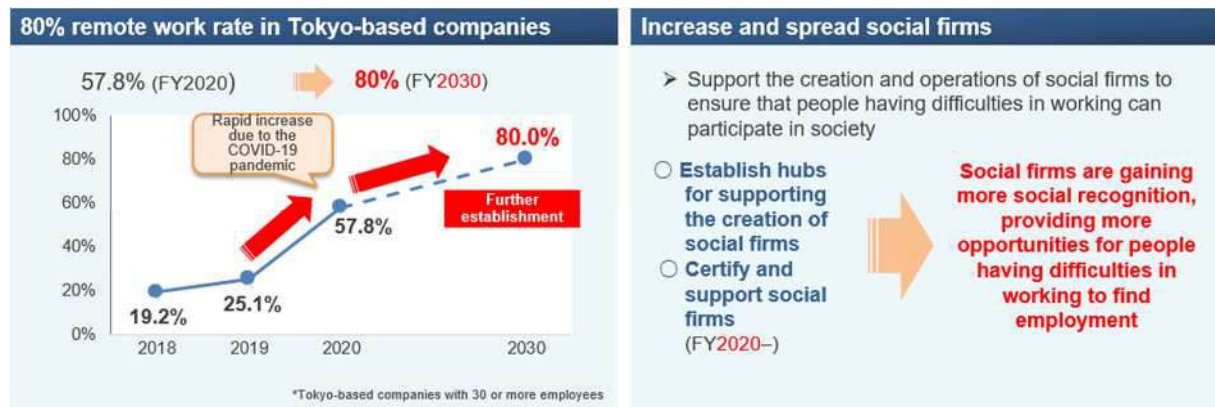 80% remote work rate in Tokyo-based companies
57.8% (FY2020)
80% (FY2030)
100%
80%
60%
40%
20%
0%
Rapid increase
due to the
COVID-19
pandemic
80.0%
Further
establishment
57.8%
25.1%
19.2%
2018
2019
2020
2030
*Tokyo-based companies with 30 or more employees
Increase and spread social firms
➢ Support the creation and operations of social firms to
ensure that people having difficulties in working can
participate in society
○ Establish hubs
for supporting
the creation of
social firms
○ Certify and
support social
firms
(FY2020–)
Social firms are gaining
more social recognition,
providing more
opportunities for people
having difficulties in
working to find
employment